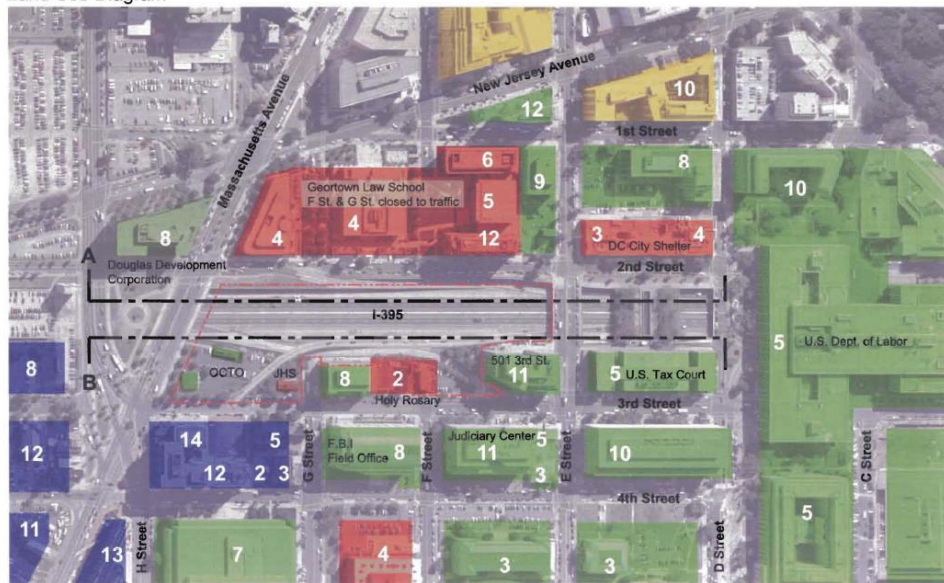 Massachusetts Avenue
New Jersey Avenue
10
12
1st Street
6
8
9
10
Geortown Law School
F St. & G St. closed to traffic
5
4
4
12
3
4
DC City Shelter
2nd Street
8
A
Douglas Development
Corporation
I-395
5
U.S. Dept. of Labor
B
8
OCTO
JHS
8
2
Holy Rosary
501 3rd St.
11
5
U.S. Tax Court
3rd Street
12
14
5
12
2
3
G Street
F.B.I
Field Office
8
F Street
Judiciary Center
5
11
3
E Street
10
4th Street
C Street
11
13
H Street
7
4
3
3
D Street
5